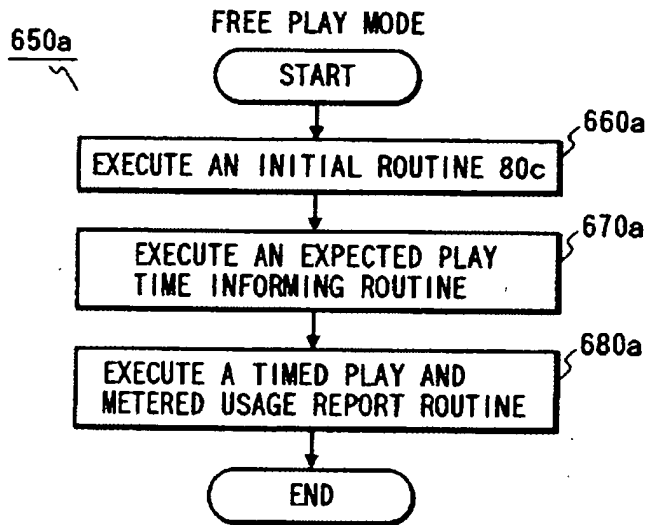 FREE PLAY MODE
650a
START
660a
EXECUTE AN INITIAL ROUTINE 80c
670a
EXECUTE AN EXPECTED PLAY
TIME INFORMING ROUTINE
680a
EXECUTE A TIMED PLAY AND
METERED USAGE REPORT ROUTINE
END